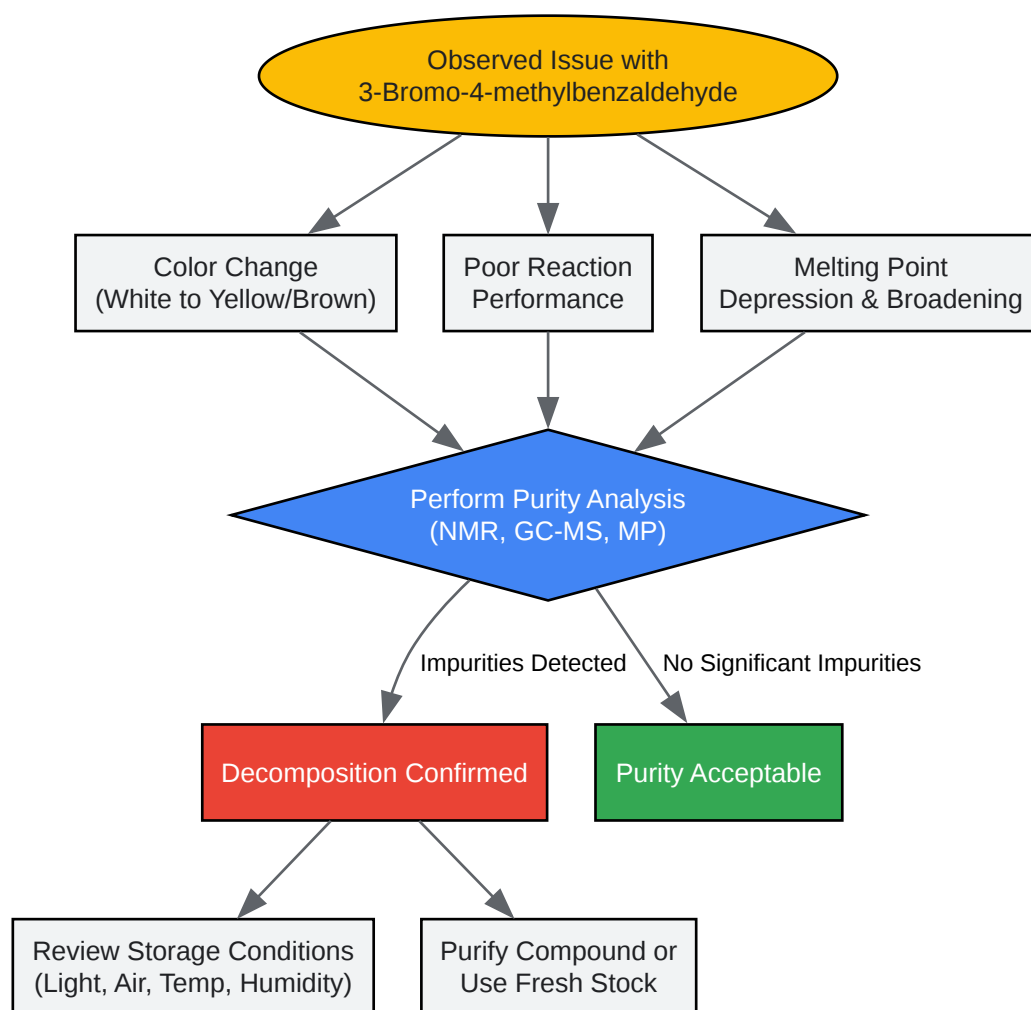 Observed Issue with
3-Bromo-4-methylbenzaldehyde
Color Change
(White to Yellow/Brown)
Poor Reaction
Performance
Melting Point
Depression & Broadening
Perform Purity Analysis
(NMR, GC-MS, MP)
Impurities Detected
No Significant Impurities
Decomposition Confirmed
Purity Acceptable
Review Storage Conditions
(Light, Air, Temp, Humidity)
Purify Compound or
Use Fresh Stock